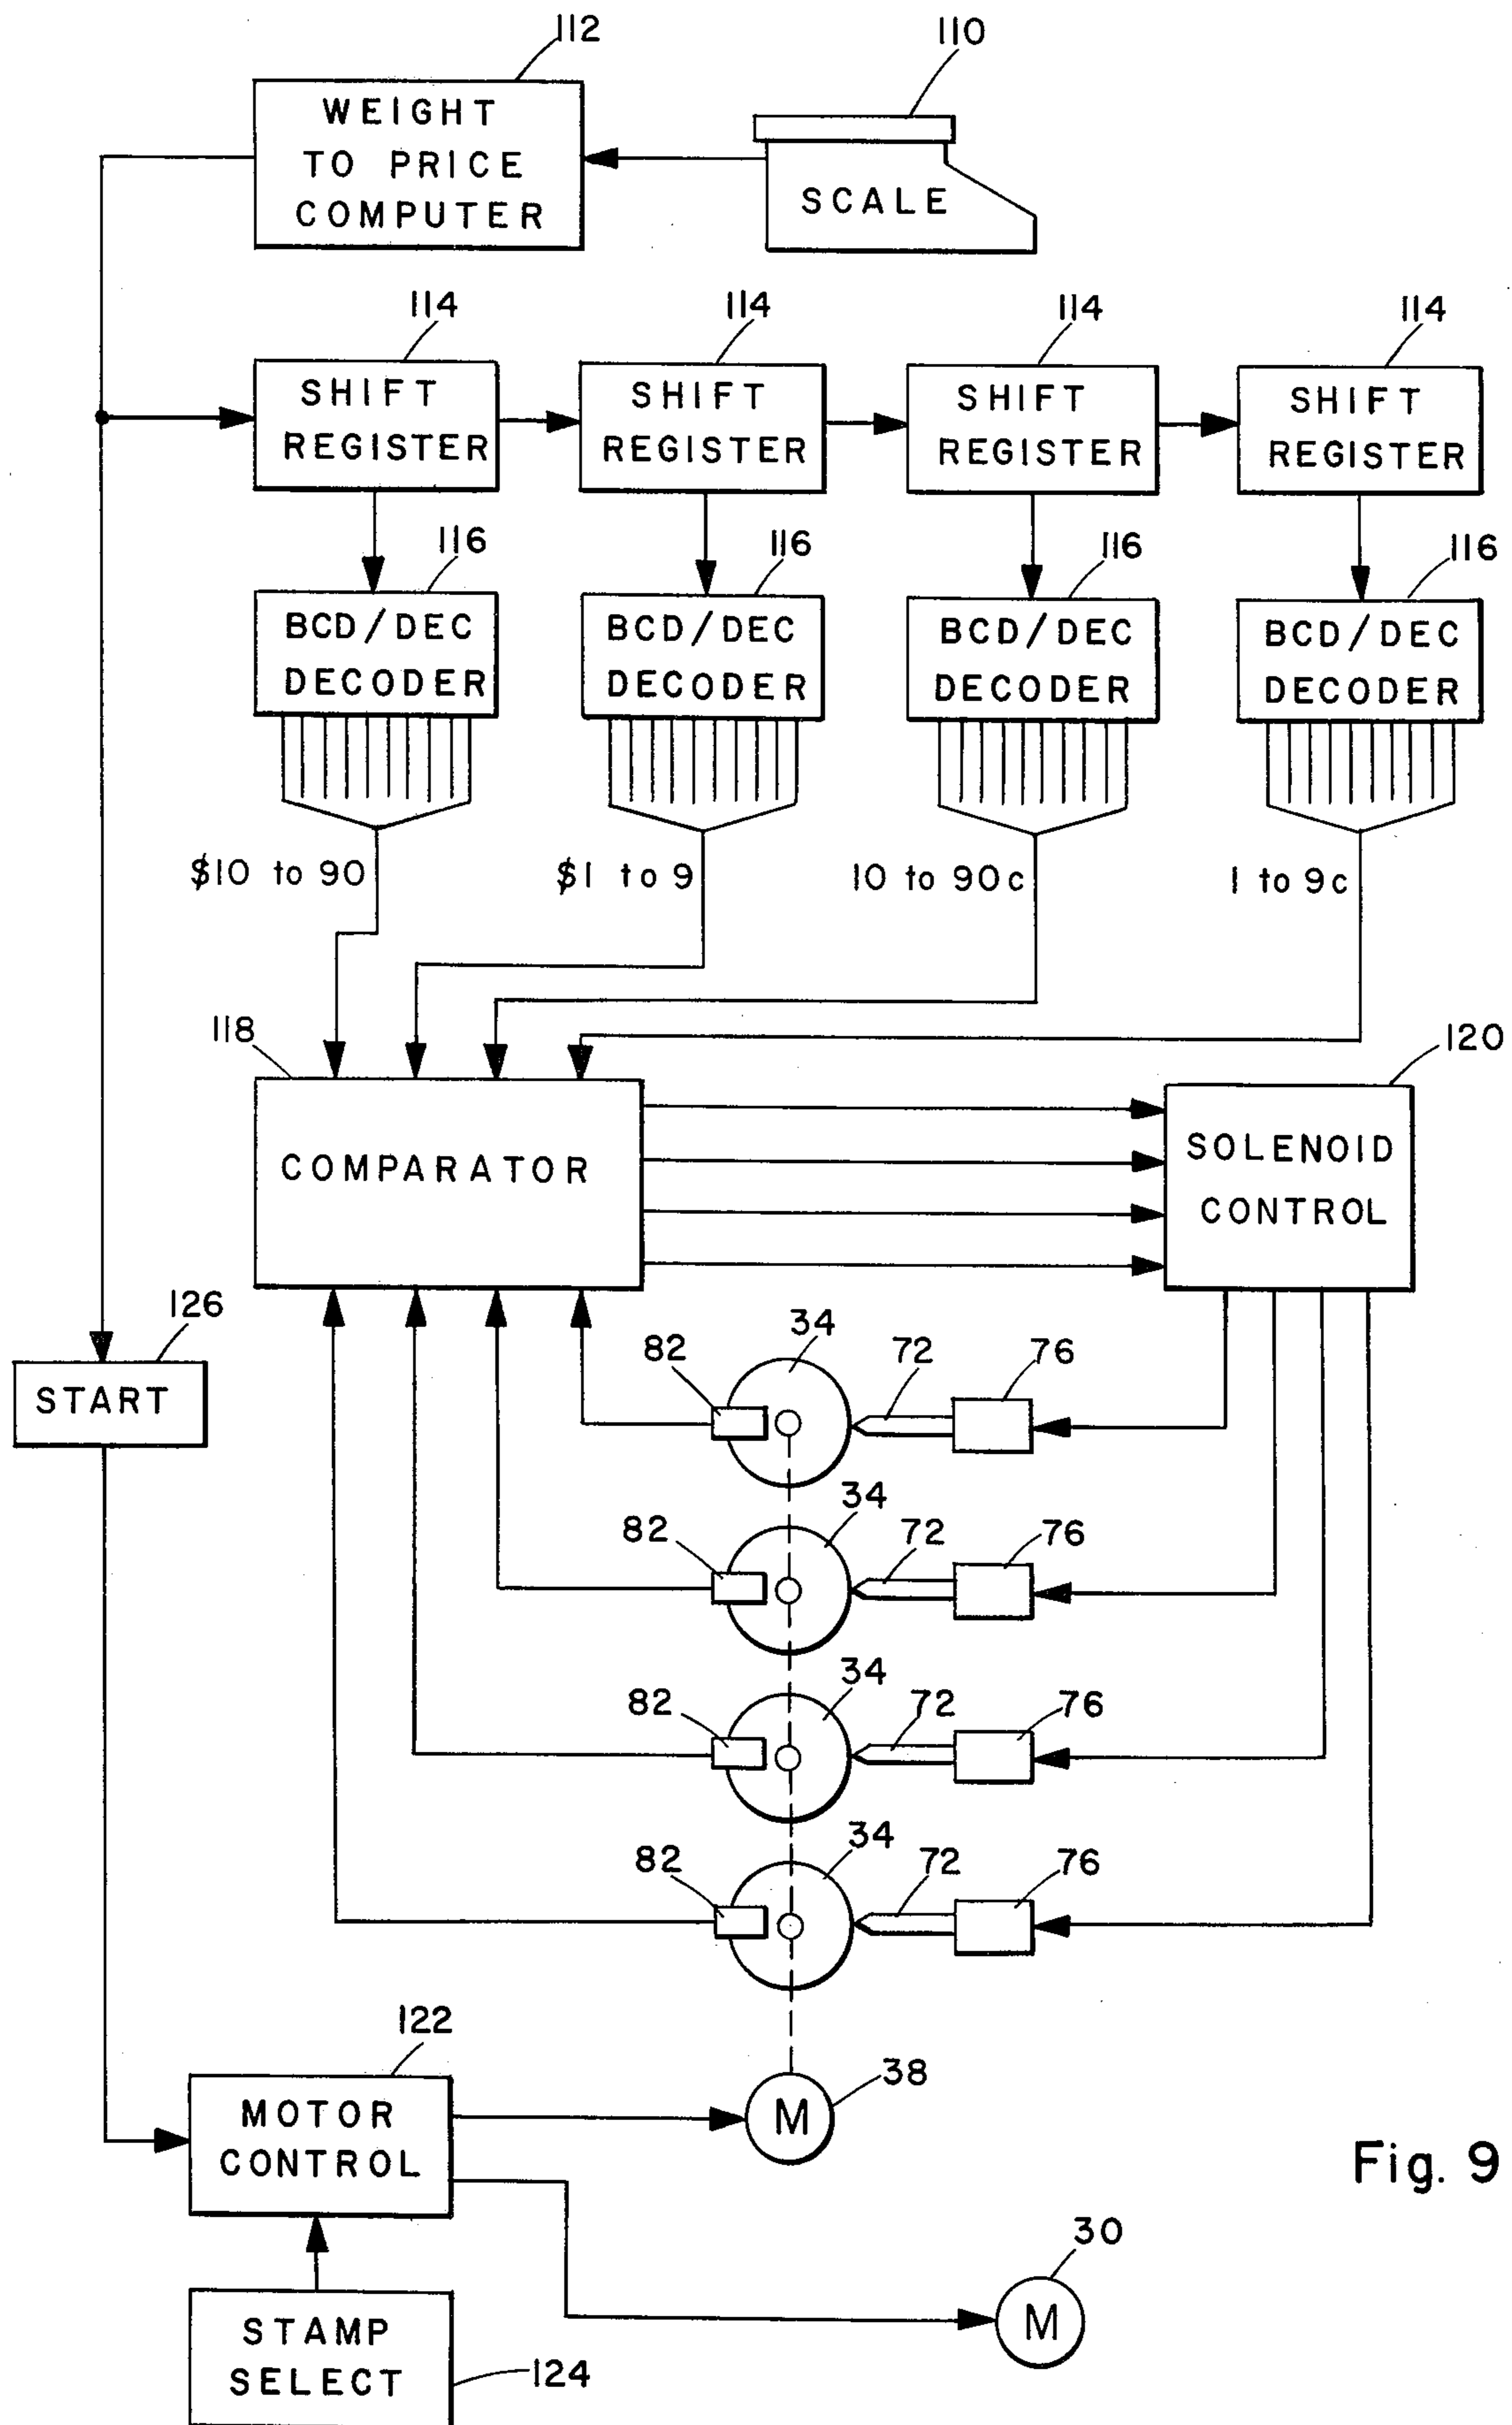 112
110
WEIGHT
TO PRICE
COMPUTER
SCALE
114
114
114
114
SHIFT
REGISTER
SHIFT
REGISTER
SHIFT
REGISTER
SHIFT
REGISTER
116
116
116
116
BCD/DEC
DECODER
BCD/DEC
DECODER
BCD/DEC
DECODER
BCD/DEC
DECODER
$10 to 90
$1 to 9
10 to 90c
1 to 9c
118
120
COMPARATOR
SOLENOID
CONTROL
126
START
82
34
72
76
82
34
72
76
82
34
72
76
82
34
72
76
122
MOTOR
CONTROL
M
38
Fig. 9
30
M
STAMP
SELECT
124